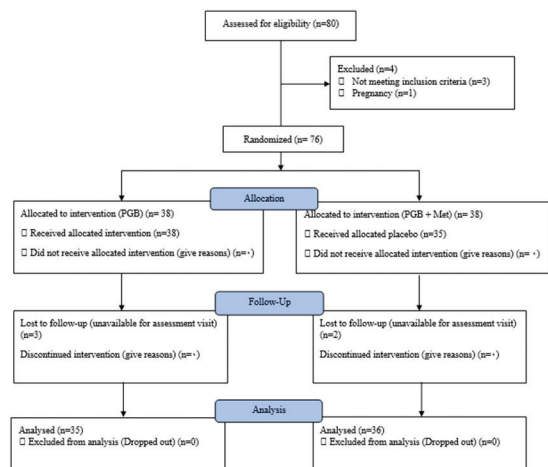 Assessed for eligibility (n=80)
Excluded (n=4)
▯ Not meeting inclusion criteria (n=3)
▯ Pregnancy (n=1)
Randomized (n= 76)
Allocation
Allocated to intervention (PGB) (n= 38)
▯ Received allocated intervention (n=38)
▯ Did not receive allocated intervention (give reasons) (n=۰)
Allocated to intervention (PGB + Met) (n= 38)
▯ Received allocated placebo (n=35)
▯ Did not receive allocated intervention (give reasons) (n= ۰)
Follow-Up
Lost to follow-up (unavailable for assessment visit)
(n=3)
Discontinued intervention (give reasons) (n=۰)
Lost to follow-up (unavailable for assessment visit)
(n=2)
Discontinued intervention (give reasons) (n=۰)
Analysis
Analysed (n=35)
▯ Excluded from analysis (Dropped out) (n=0)
Analysed (n=36)
▯ Excluded from analysis (Dropped out) (n=0)